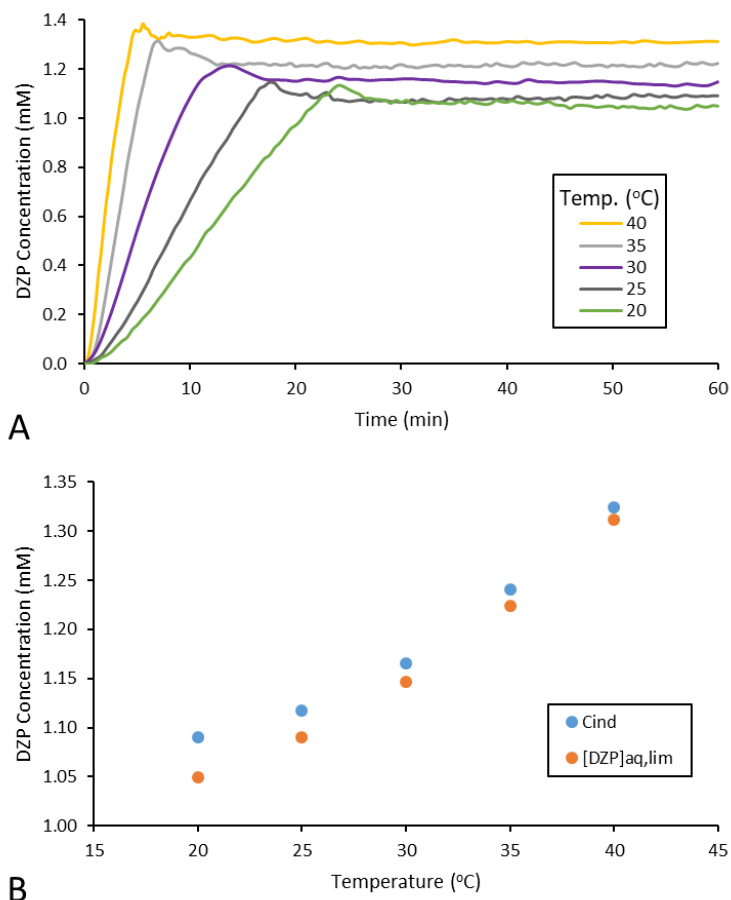 1.4
1.2
1.0
0.8
0.6
0.4
0.2
0.0
DZP Concentration (mM)
Temp. (oC)
40
35
30
25
20
0 10 20 30 40 50 60
Time (min)
A
1.35
1.30
1.25
1.20
1.15
1.10
1.05
1.00
DZP Concentration (mM)
Cind
[DZP]aq,lim
15 20 25 30 35 40 45
Temperature (oC)
B